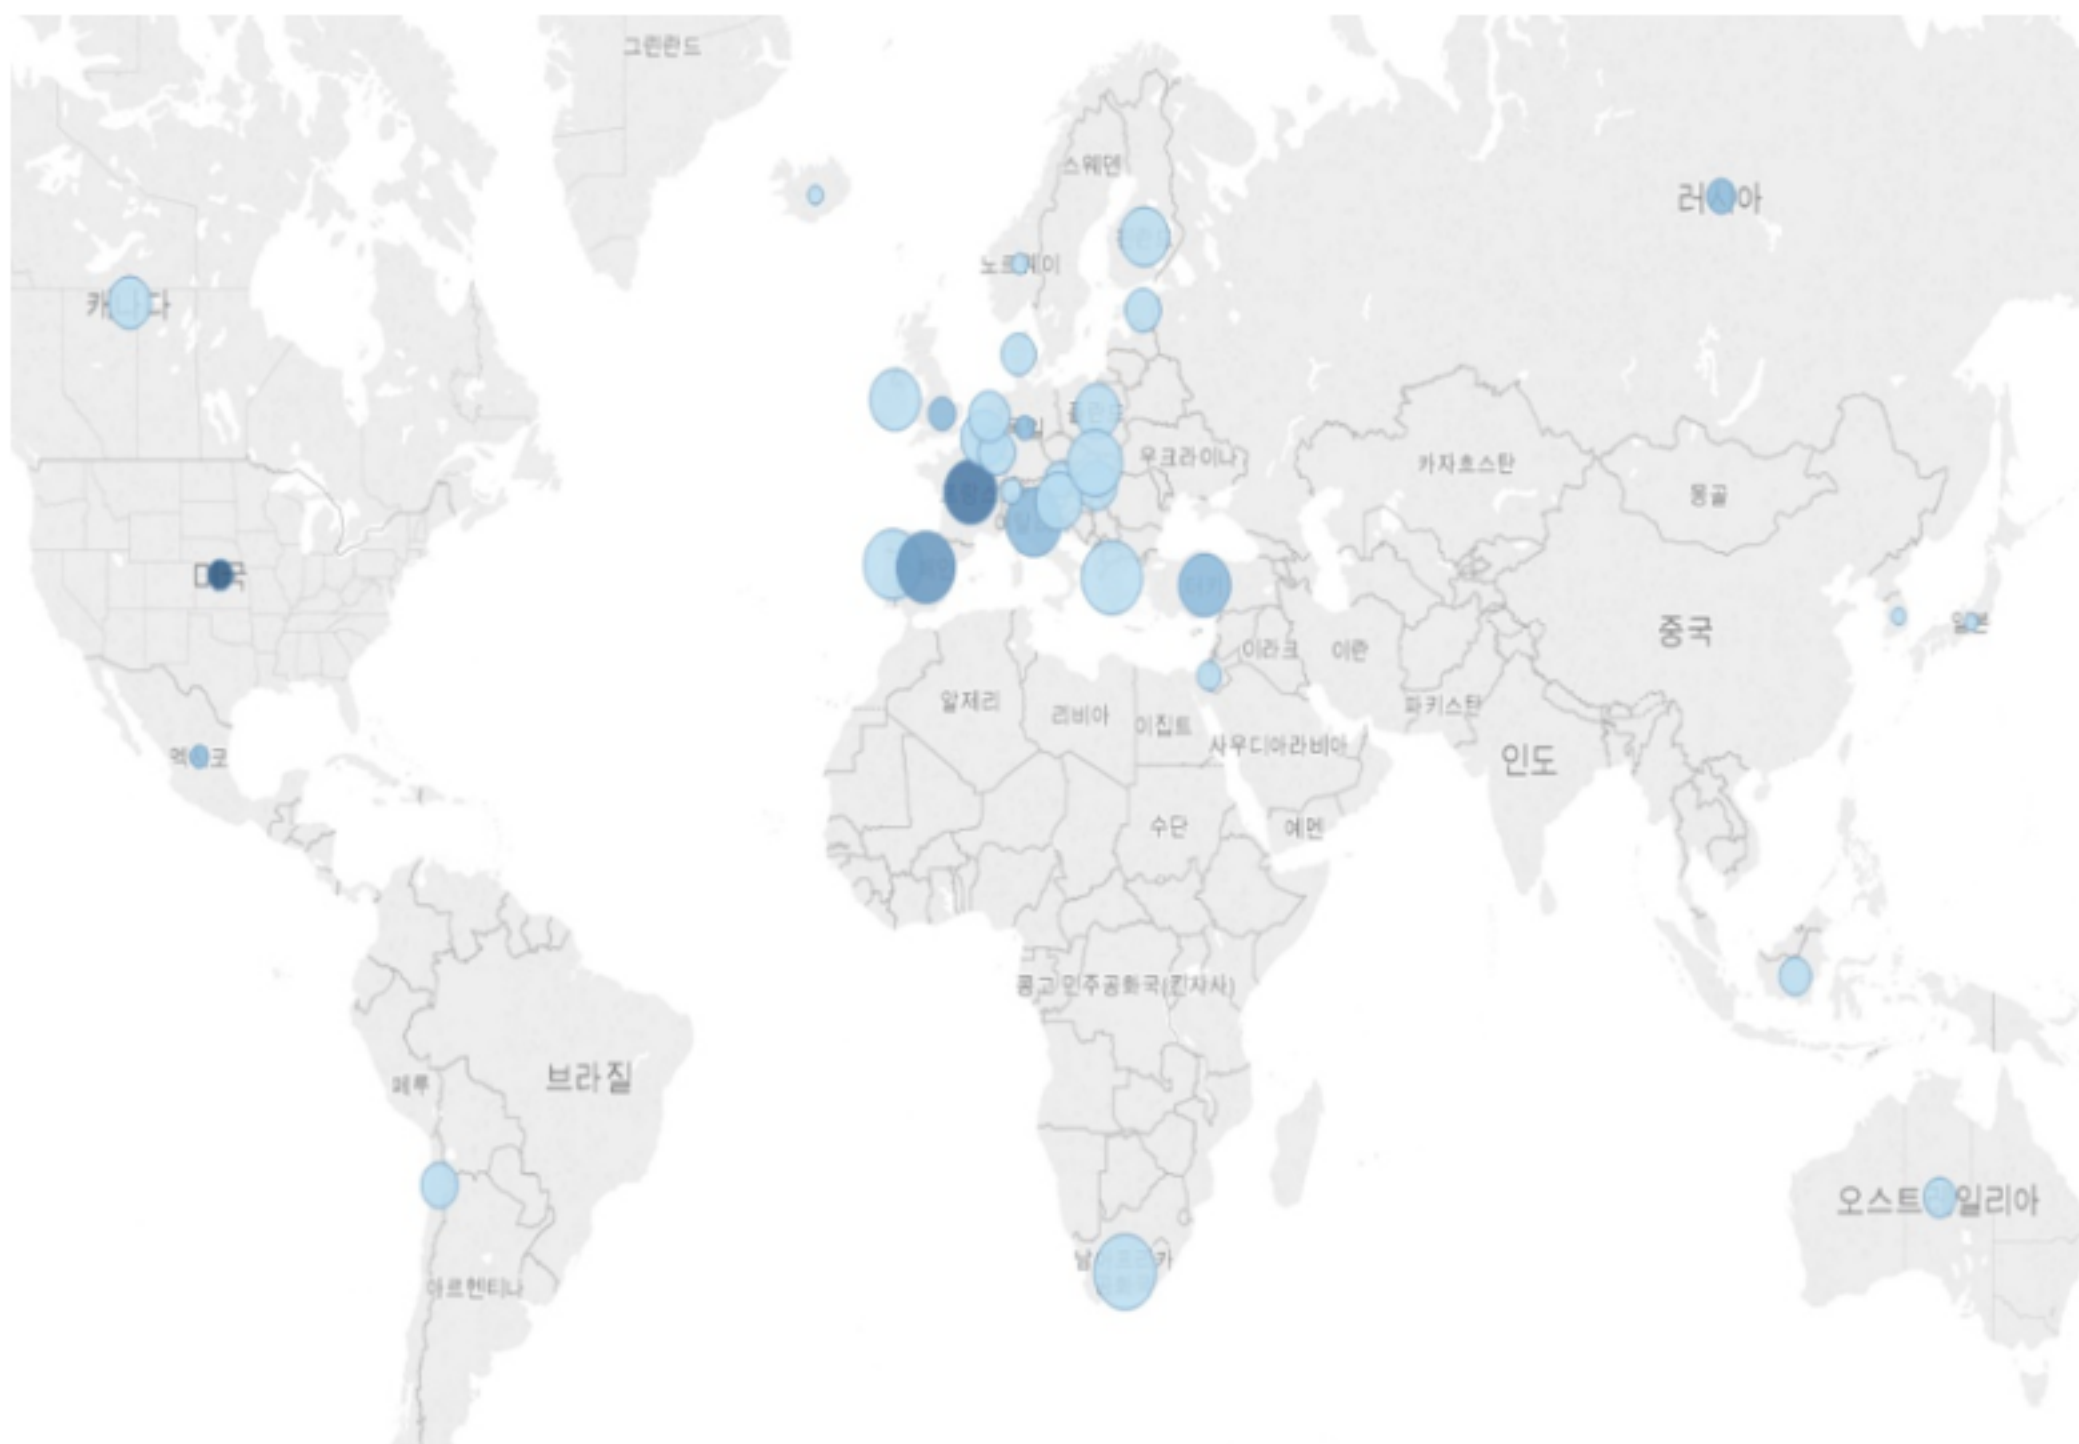 그린란드
스웨덴
러시아
노르웨이
카나다
폴란드
우크라이나
카자흐스탄
몽골
미국
중국
일본
이라크
이란
알제리
리비아
이집트
파키스탄
멕시코
사우디아라비아
인도
수단
예멘
콩고 민주공화국(킨샤사)
브라질
페루
오스트레일리아
아르헨티나